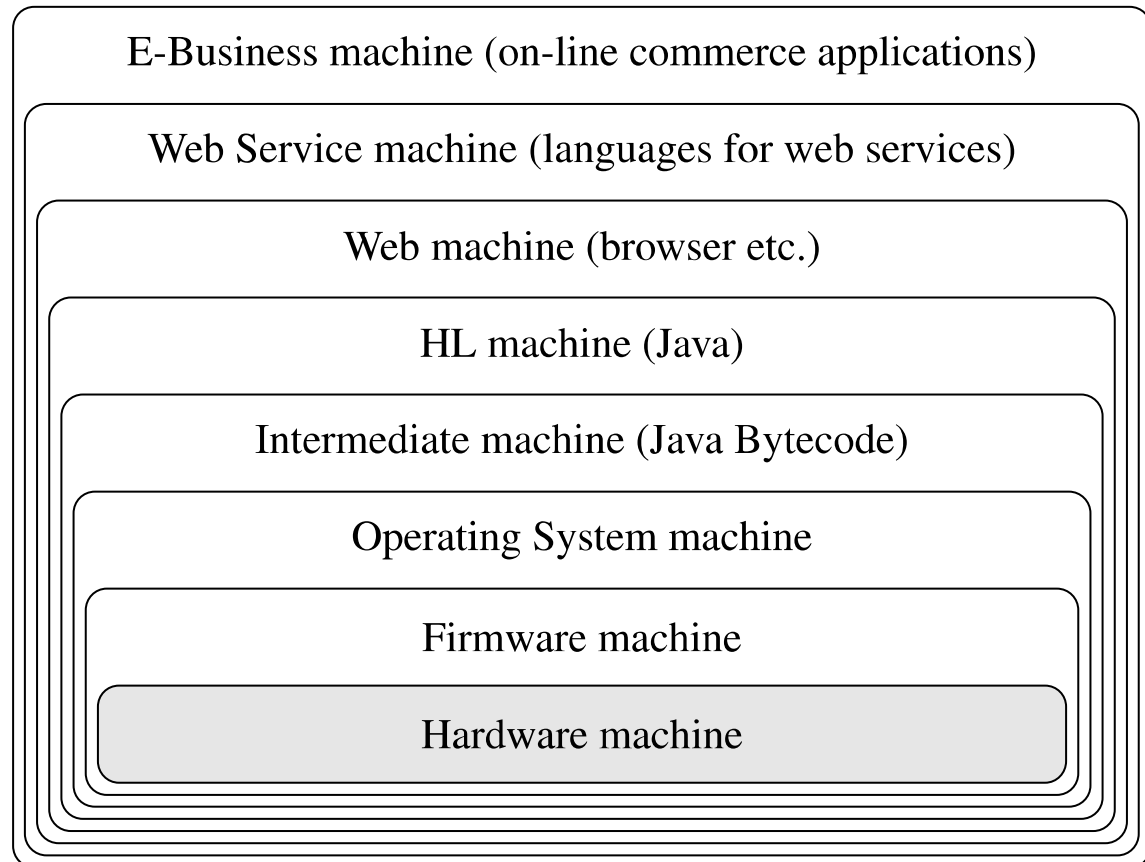 E-Business machine (on-line commerce applications)
Web Service machine (languages for web services)
Web machine (browser etc.)
HL machine (Java)
Intermediate machine (Java Bytecode)
Operating System machine
Firmware machine
Hardware machine